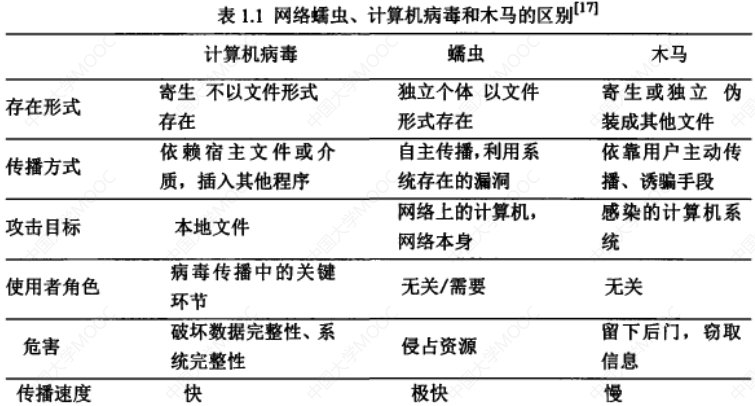 表 1.1 网络蠕虫、计算机病毒和木马的区别[17]
计算机病毒 蠕虫 木马
存在形式 寄生 不以文件形式存在 独立个体 以文件形式存在 寄生或独立 伪装成其他文件
传播方式 依赖宿主文件或介质，插入其他程序 自主传播,利用系统存在的漏洞 依靠用户主动传播、诱骗手段
攻击目标 本地文件 网络上的计算机，网络本身 感染的计算机系统
使用者角色 病毒传播中的关键环节 无关/需要 无关
危害 破坏数据完整性、系统完整性 侵占资源 留下后门，窃取信息
传播速度 快 极快 慢
中国大学MOOC